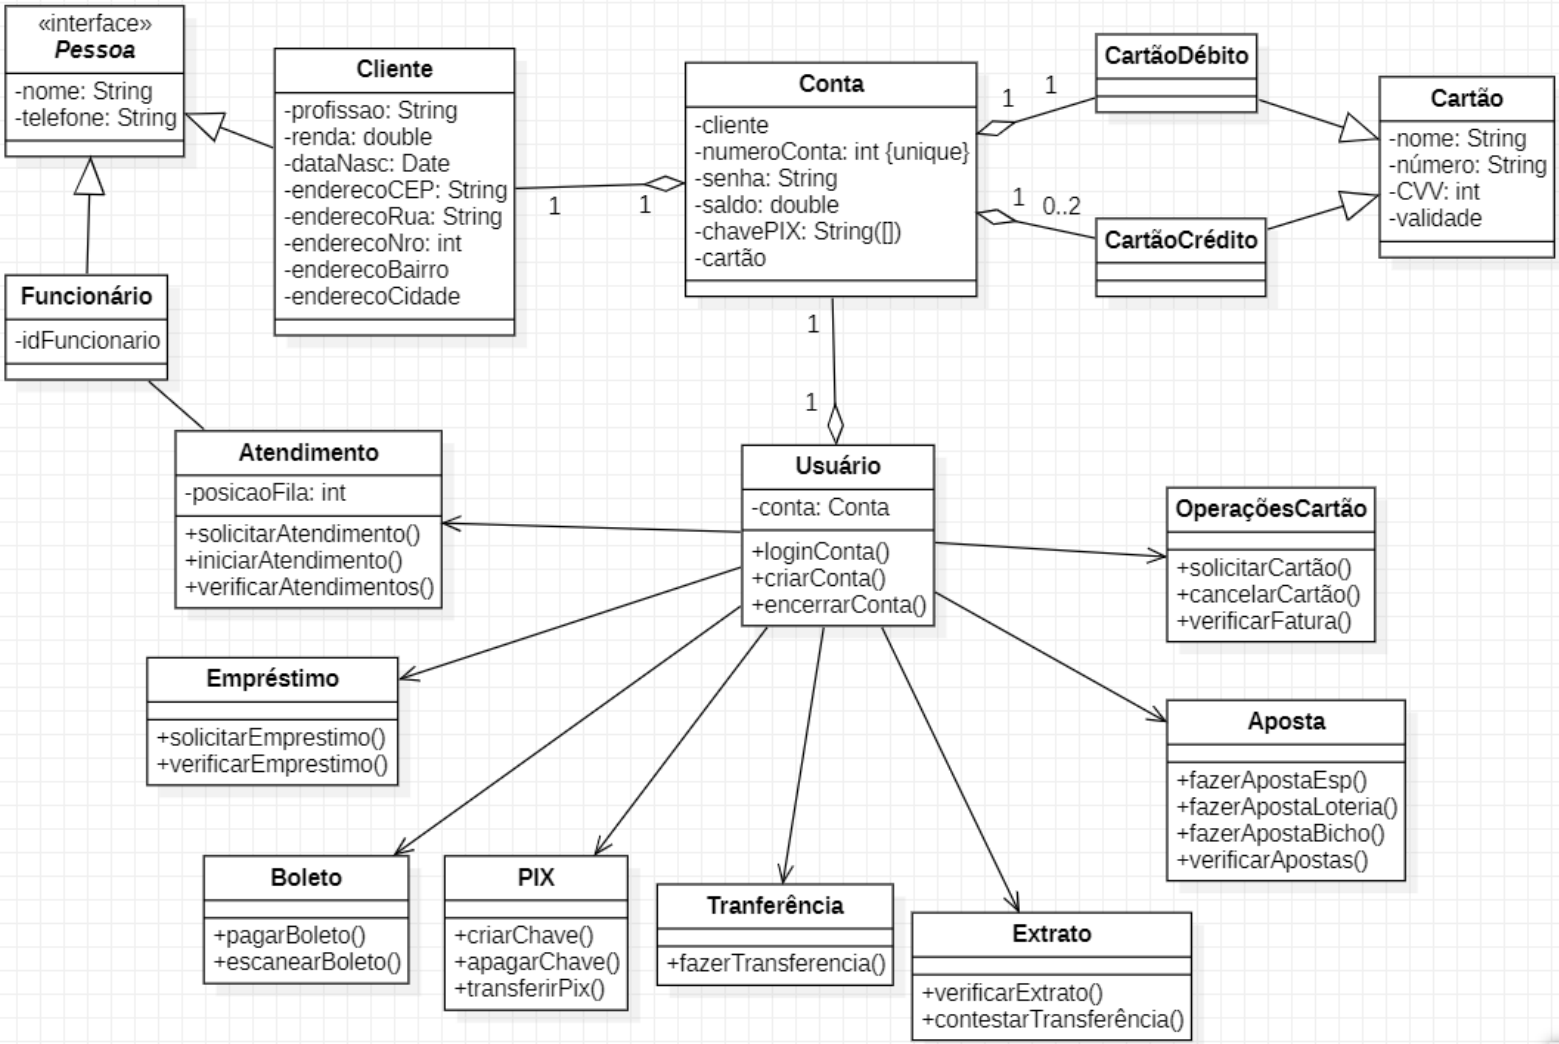 «interface»
Pessoa
-nome: String
-telefone: String
Cliente
-profissao: String
-renda: double
-dataNasc: Date
-enderecoCEP: String
-enderecoRua: String
-enderecoNro: int
-enderecoBairro
-enderecoCidade
1
1
Conta
-cliente
-numeroConta: int {unique}
-senha: String
-saldo: double
-chavePIX: String([])
-cartão
1
1
1
0..2
CartãoDébito
CartãoCrédito
Cartão
-nome: String
-número: String
-CVV: int
-validade
Funcionário
-idFuncionario
1
1
Atendimento
-posicaoFila: int
+solicitarAtendimento()
+iniciarAtendimento()
+verificarAtendimentos()
Usuário
-conta: Conta
+loginConta()
+criarConta()
+encerrarConta()
OperaçõesCartão
+solicitarCartão()
+cancelarCartão()
+verificarFatura()
Empréstimo
+solicitarEmprestimo()
+verificarEmprestimo()
Aposta
+fazerApostaEsp()
+fazerApostaLoteria()
+fazerApostaBicho()
+verificarApostas()
Boleto
+pagarBoleto()
+escanearBoleto()
PIX
+criarChave()
+apagarChave()
+transferirPix()
Tranferência
+fazerTransferencia()
Extrato
+verificarExtrato()
+contestarTransferência()